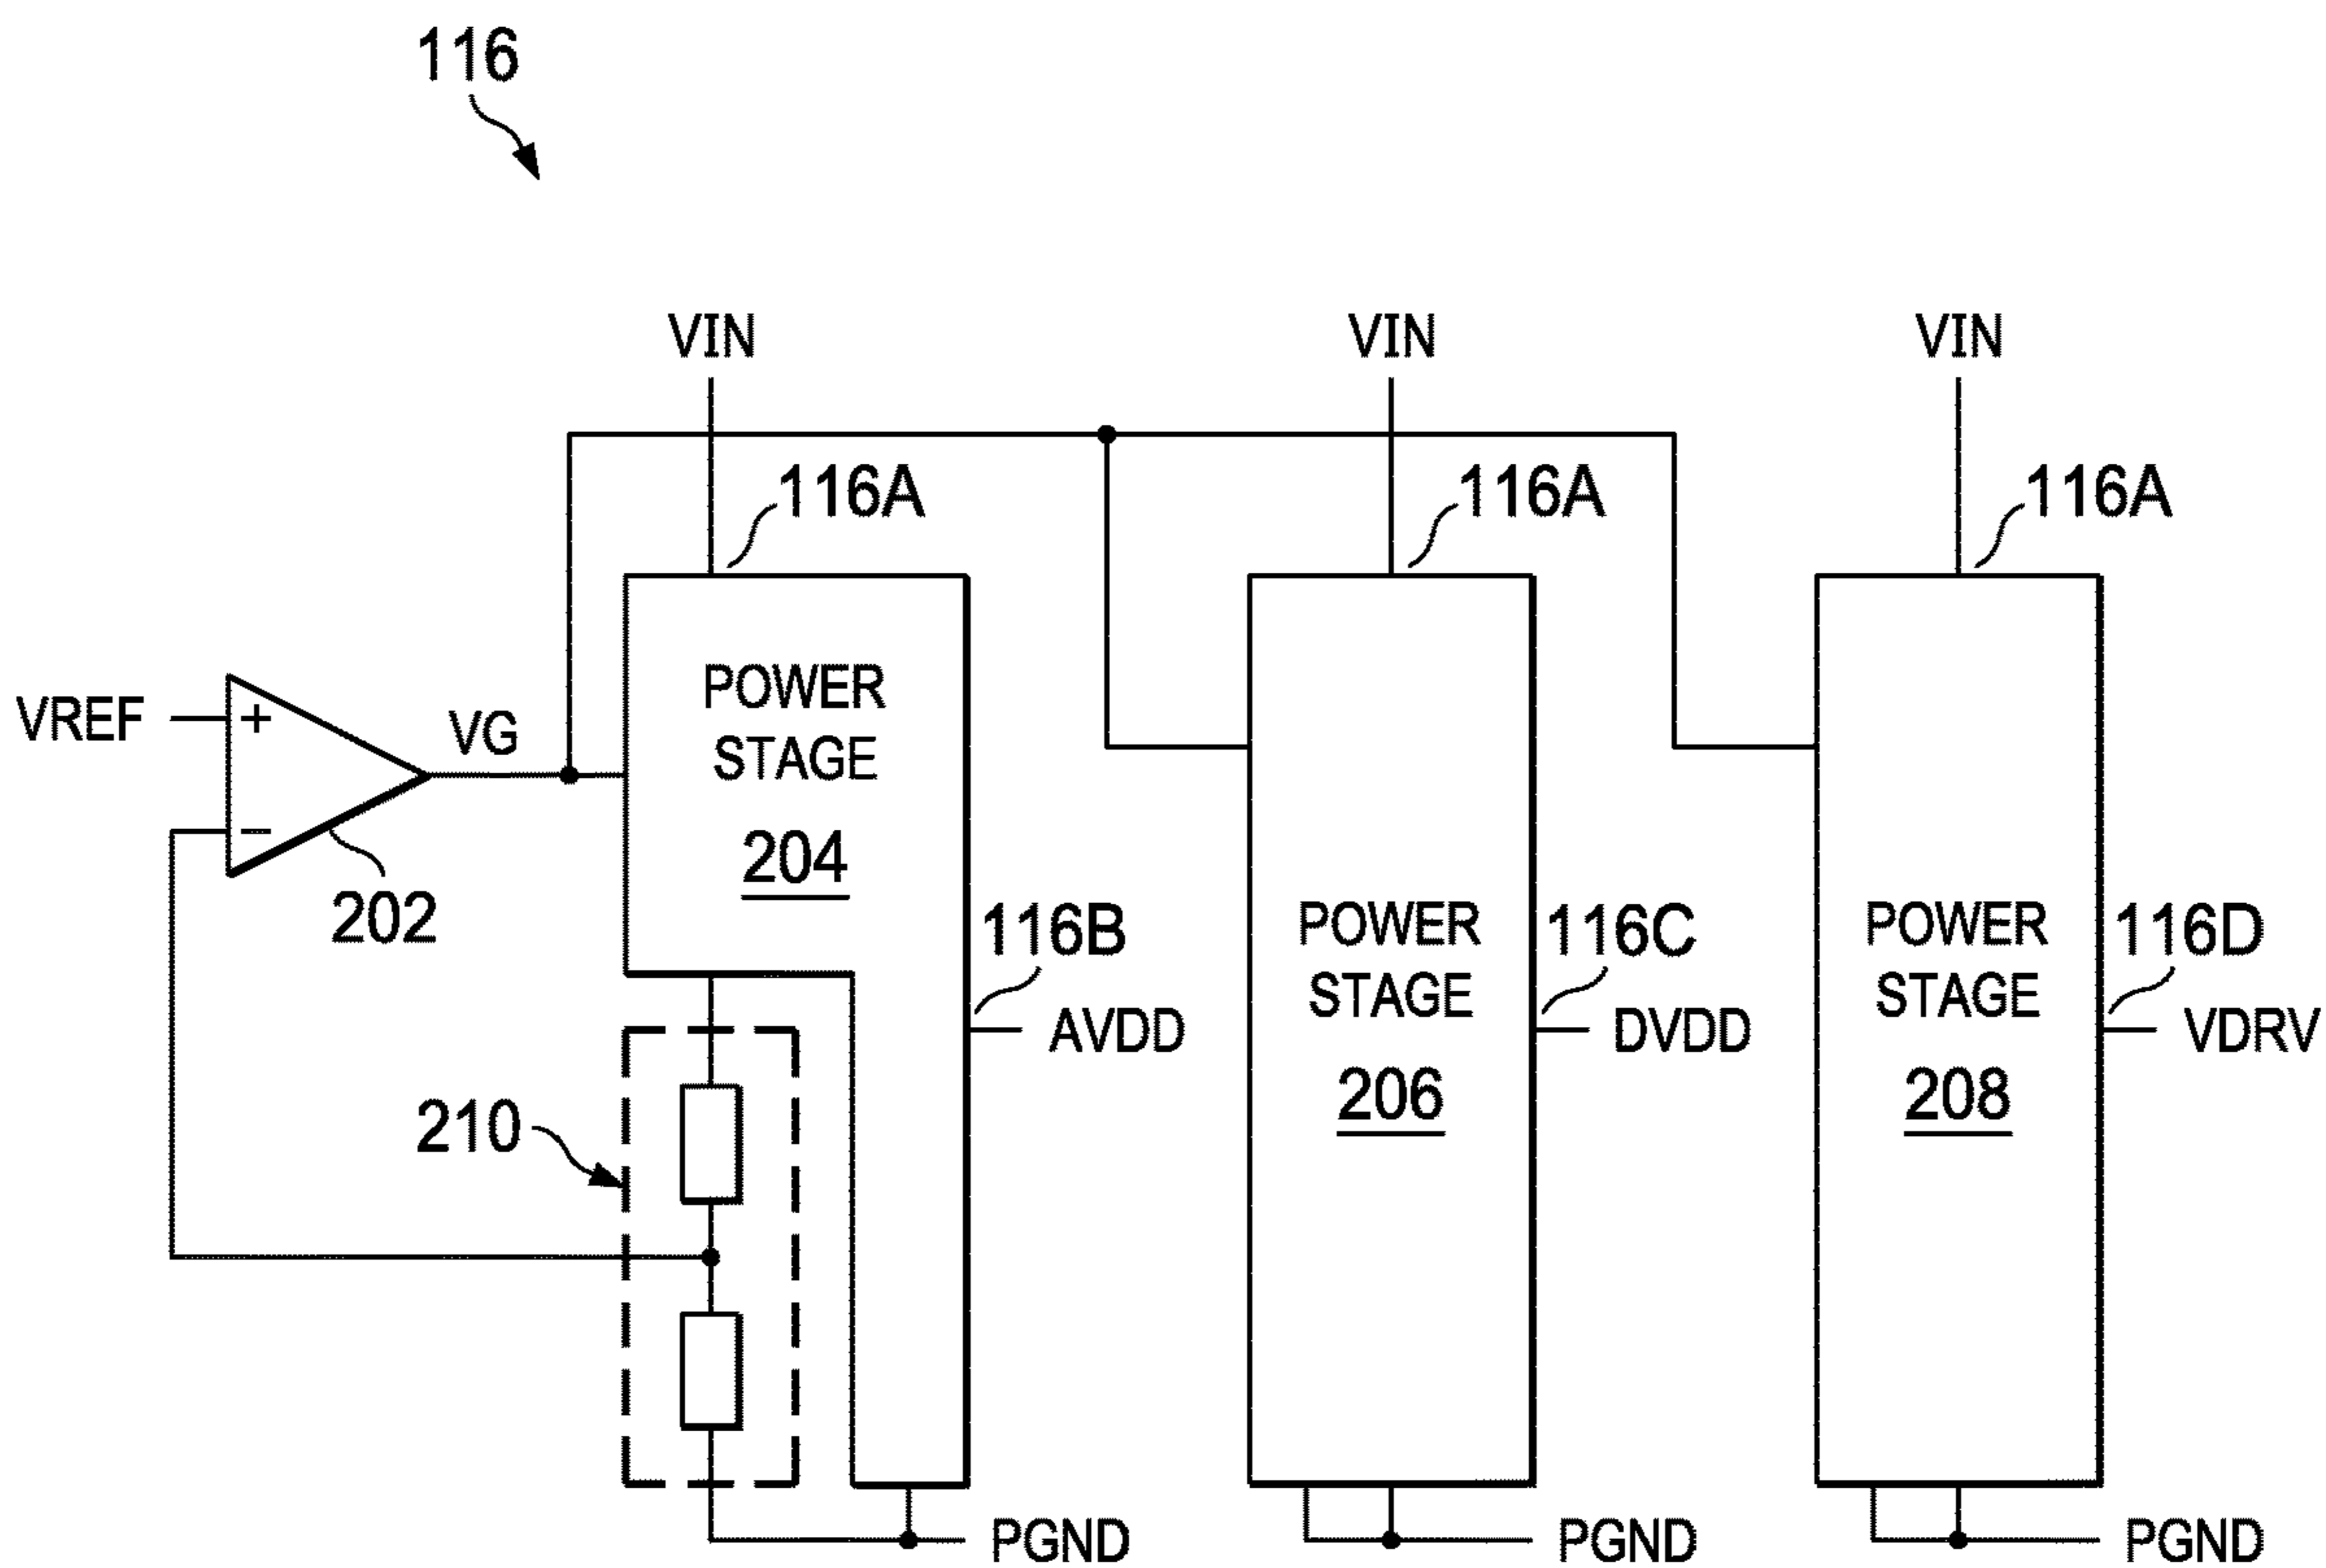 116
VIN
VIN
VIN
116A
116A
116A
VREF
+
VG
−
202
POWER
STAGE
204
116B
AVDD
POWER
STAGE
206
116C
DVDD
POWER
STAGE
208
116D
VDRV
210
PGND
PGND
PGND